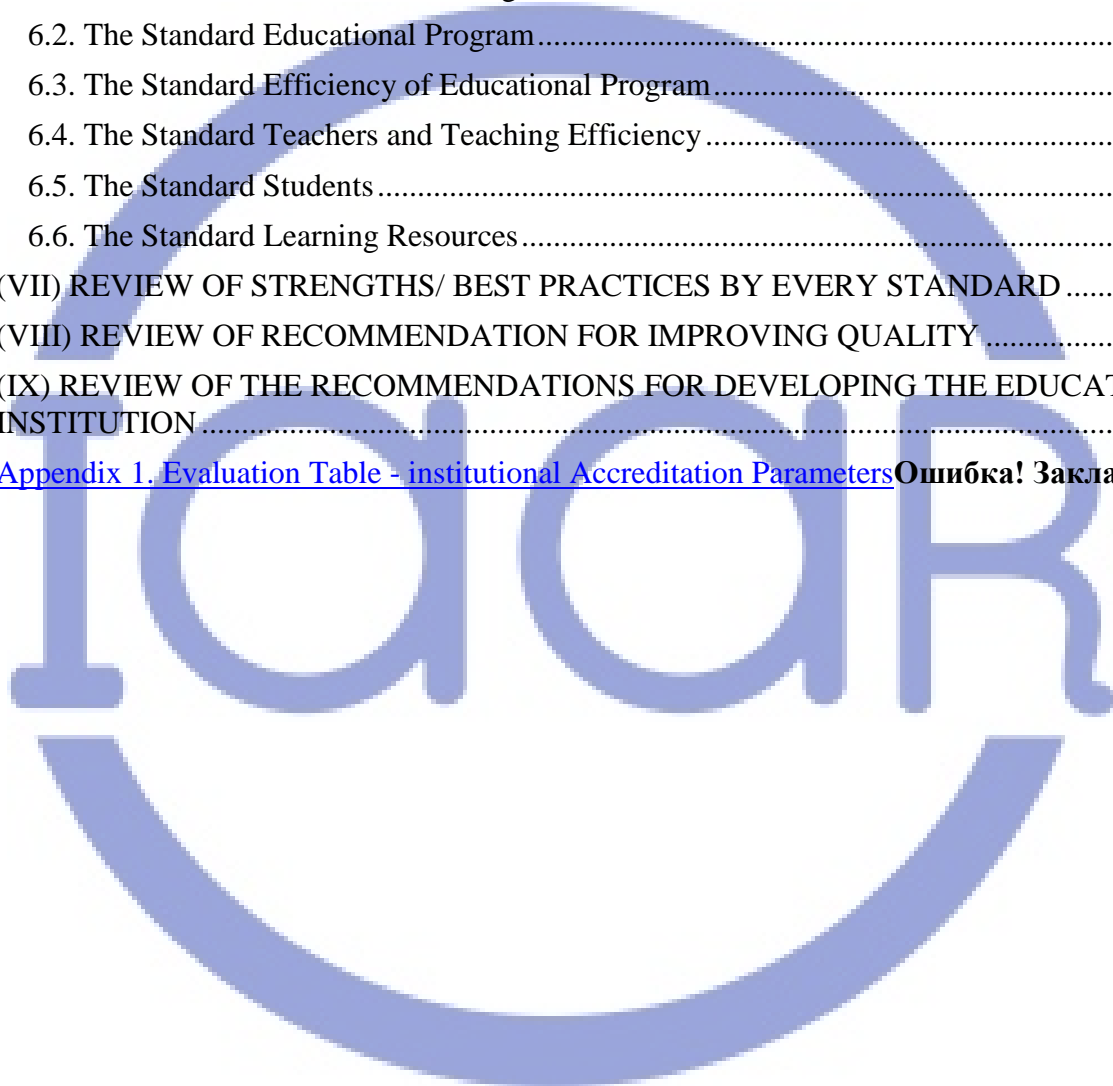 6.2. The Standard Educational Program
6.3. The Standard Efficiency of Educational Program
6.4. The Standard Teachers and Teaching Efficiency
6.5. The Standard Students
6.6. The Standard Learning Resources
(VII) REVIEW OF STRENGTHS/ BEST PRACTICES BY EVERY STANDARD
(VIII) REVIEW OF RECOMMENDATION FOR IMPROVING QUALITY
(IX) REVIEW OF THE RECOMMENDATIONS FOR DEVELOPING THE EDUCAT
INSTITUTION
Appendix 1. Evaluation Table - institutional Accreditation ParametersОшибка! Закла
IaaR